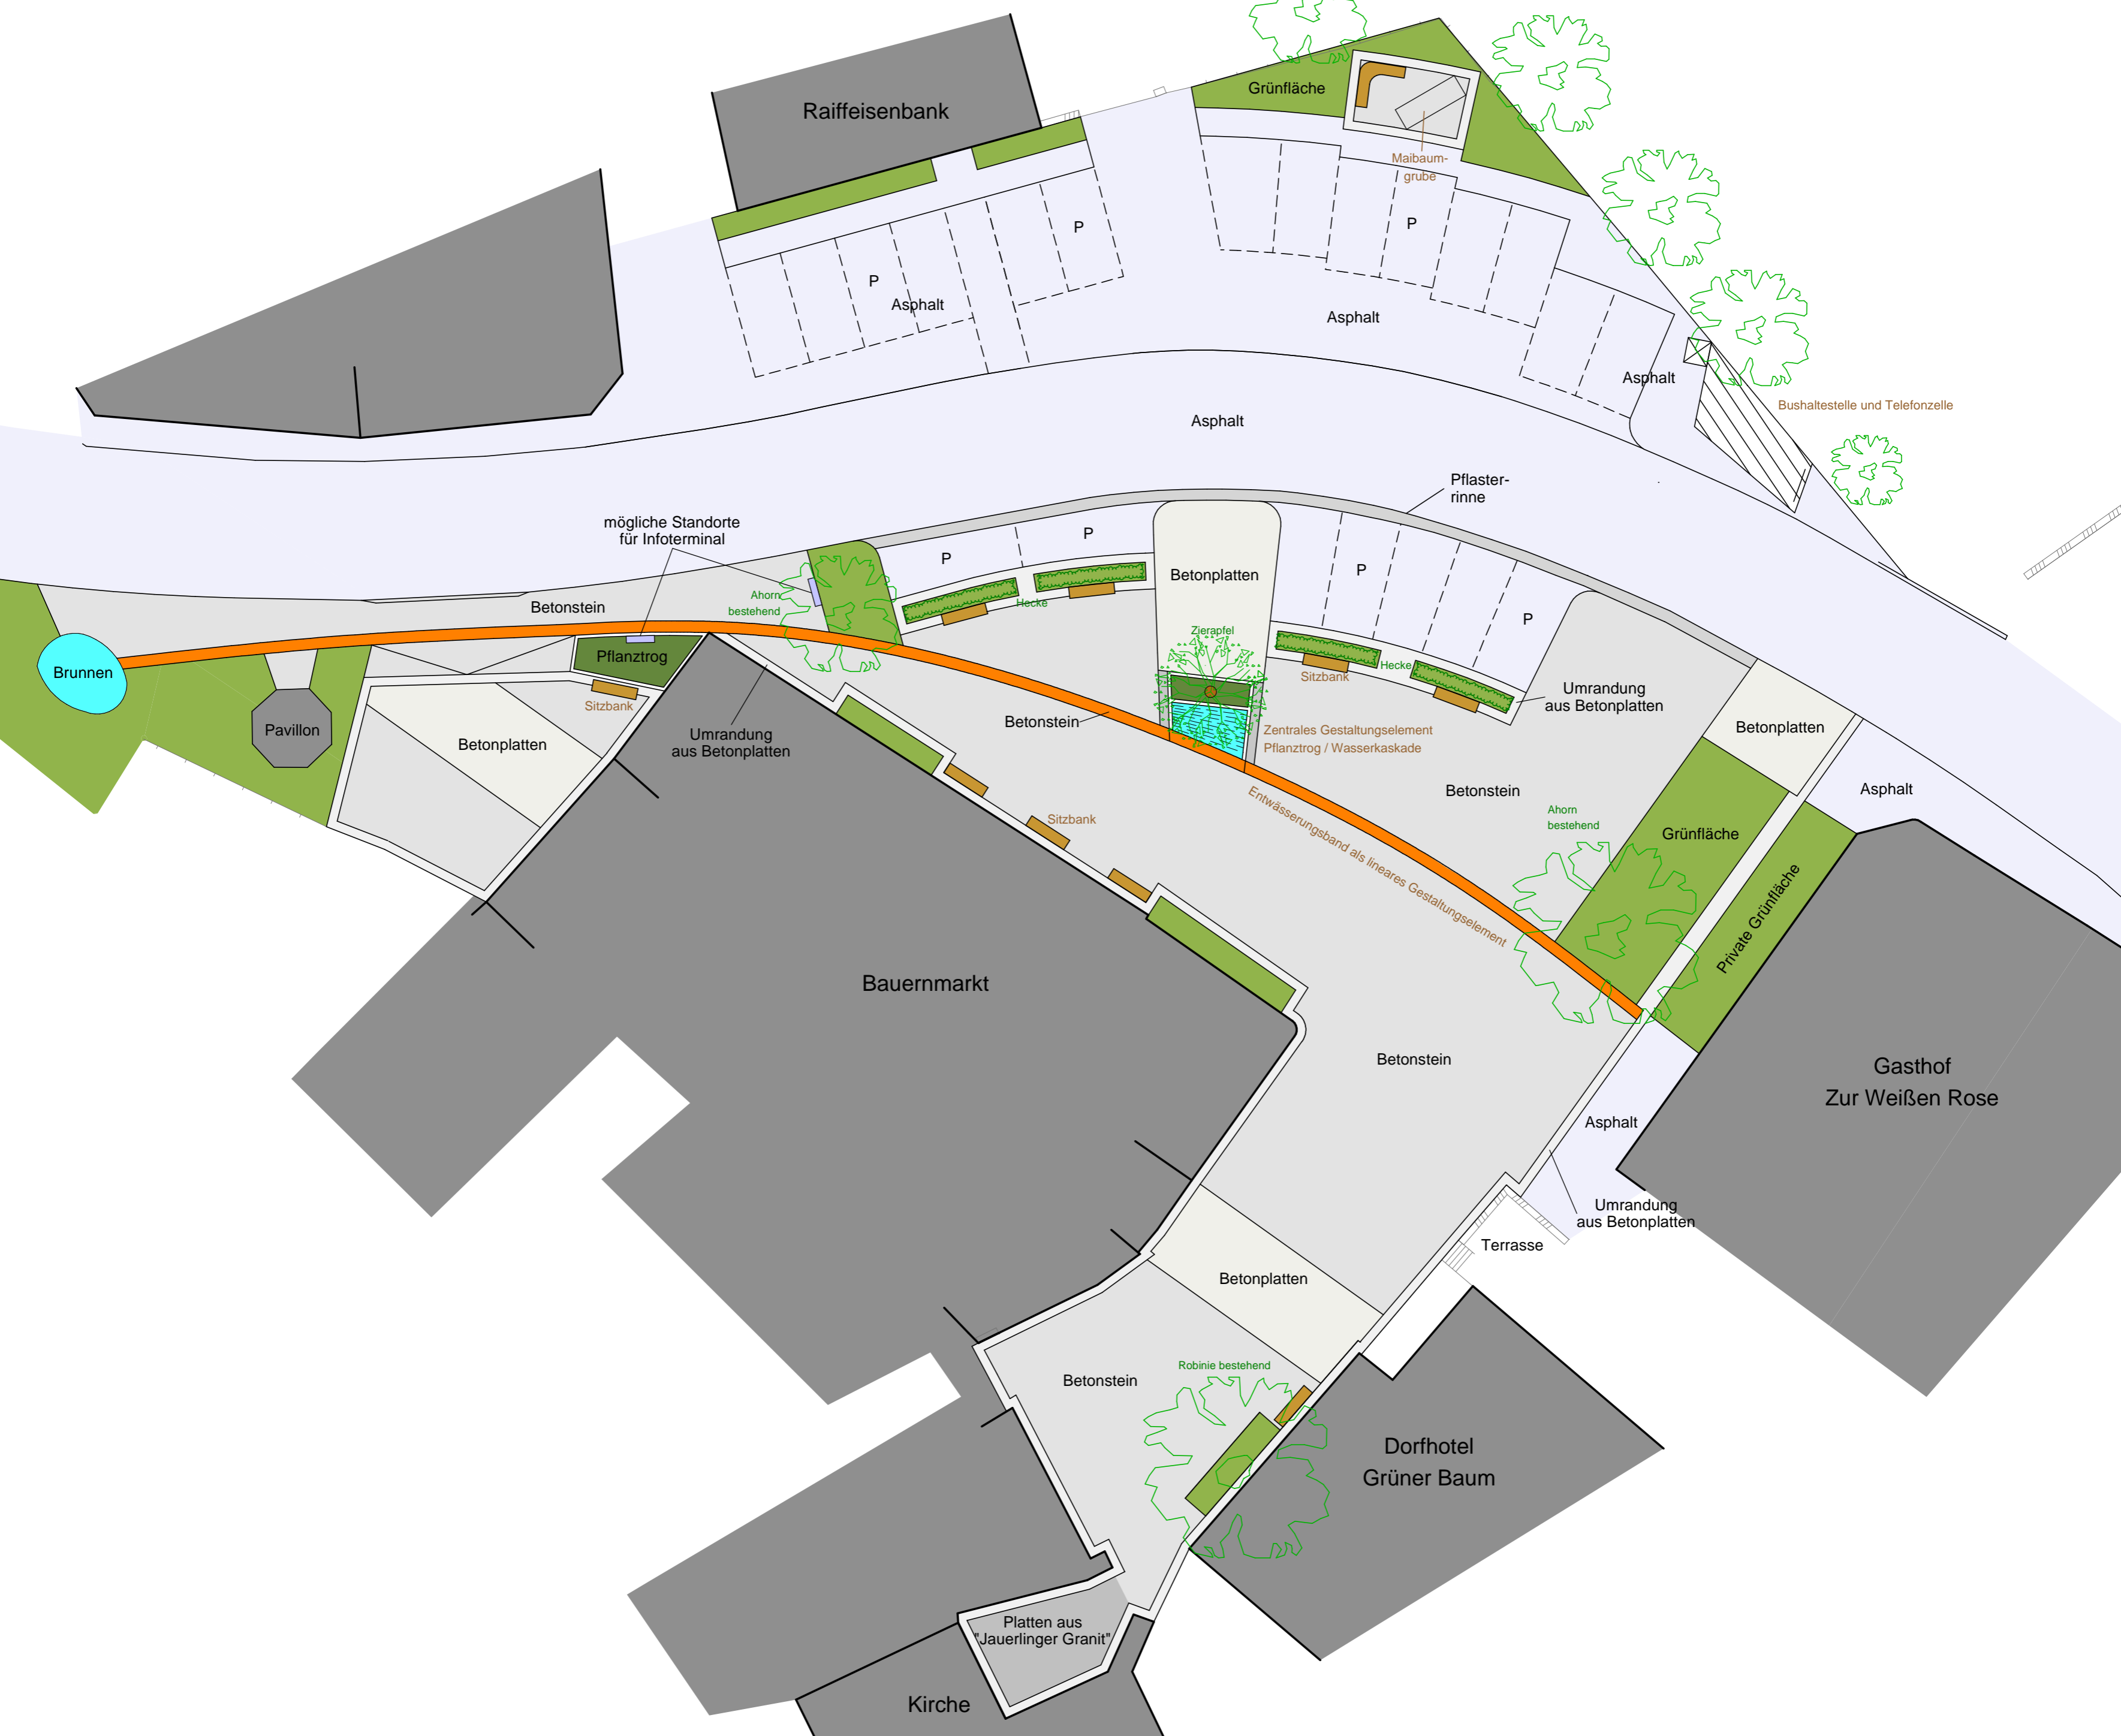 Raiffeisenbank
Grünfläche
Maibaum-
grube
P
P
P
Asphalt
Asphalt
Asphalt
Bushaltestelle und Telefonzelle
Asphalt
Pflaster-
rinne
mögliche Standorte
für Infoterminal
P
P
P
P
Betonplatten
Ahorn
bestehend
Hecke
Betonstein
Zierapfel
Brunnen
Pflanztrog
Hecke
Sitzbank
Umrandung
aus Betonplatten
Sitzbank
Pavillon
Betonplatten
Umrandung
aus Betonplatten
Betonstein
Zentrales Gestaltungselement
Pflanztrog / Wasserkaskade
Betonplatten
Betonstein
Asphalt
Entwässerungsband als lineares Gestaltungselement
Sitzbank
Ahorn
bestehend
Grünfläche
Private Grünfläche
Bauernmarkt
Betonstein
Gasthof
Zur Weißen Rose
Asphalt
Umrandung
aus Betonplatten
Terrasse
Betonplatten
Robinie bestehend
Betonstein
Dorfhotel
Grüner Baum
Platten aus
"Jauerlinger Granit"
Kirche